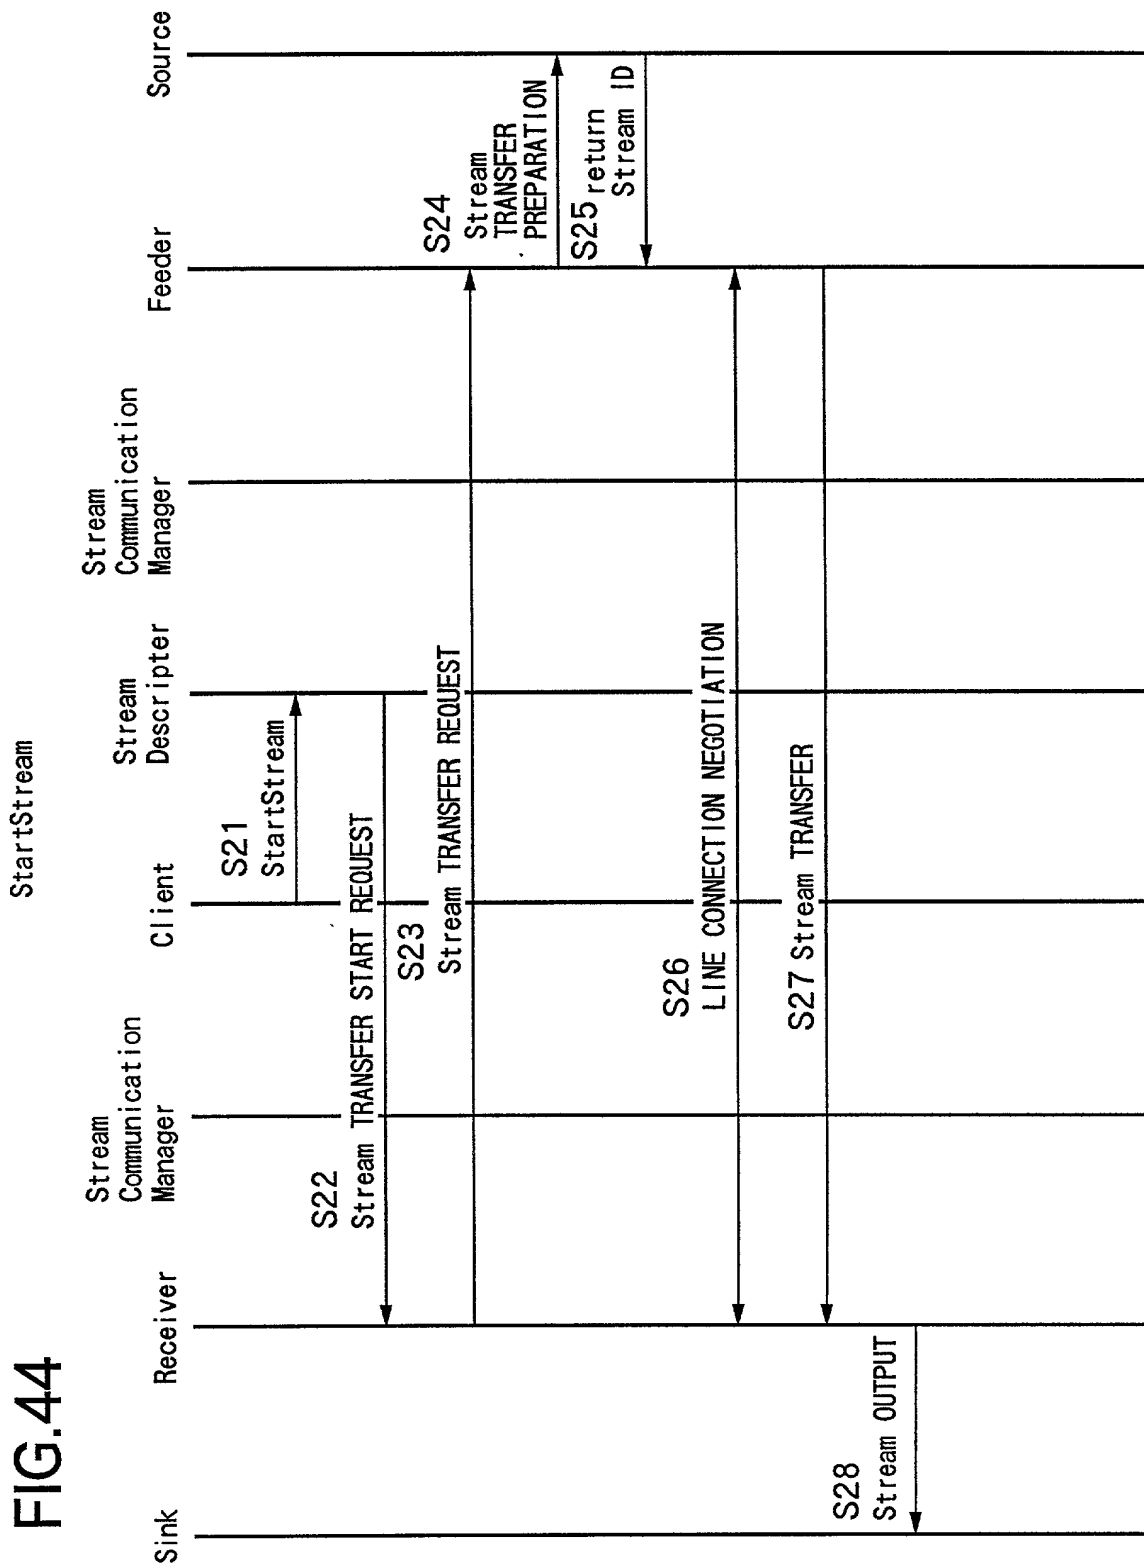 FIG.44
StartStream
Sink
Receiver
Stream
Communication
Manager
Client
Stream
Descripter
Stream
Communication
Manager
Feeder
Source
S21
StartStream
S22
Stream TRANSFER START REQUEST
S23
Stream TRANSFER REQUEST
S24
Stream
TRANSFER
PREPARATION
S25 return
Stream ID
S26
LINE CONNECTION NEGOTIATION
S27 Stream TRANSFER
S28
Stream OUTPUT